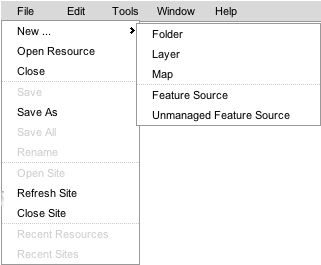 File Edit Tools Window Help
New ...
Open Resource
Close
Save
Save As
Save All
Rename
Open Site
Refresh Site
Close Site
Recent Resources
Recent Sites
Folder
Layer
Map
Feature Source
Unmanaged Feature Source